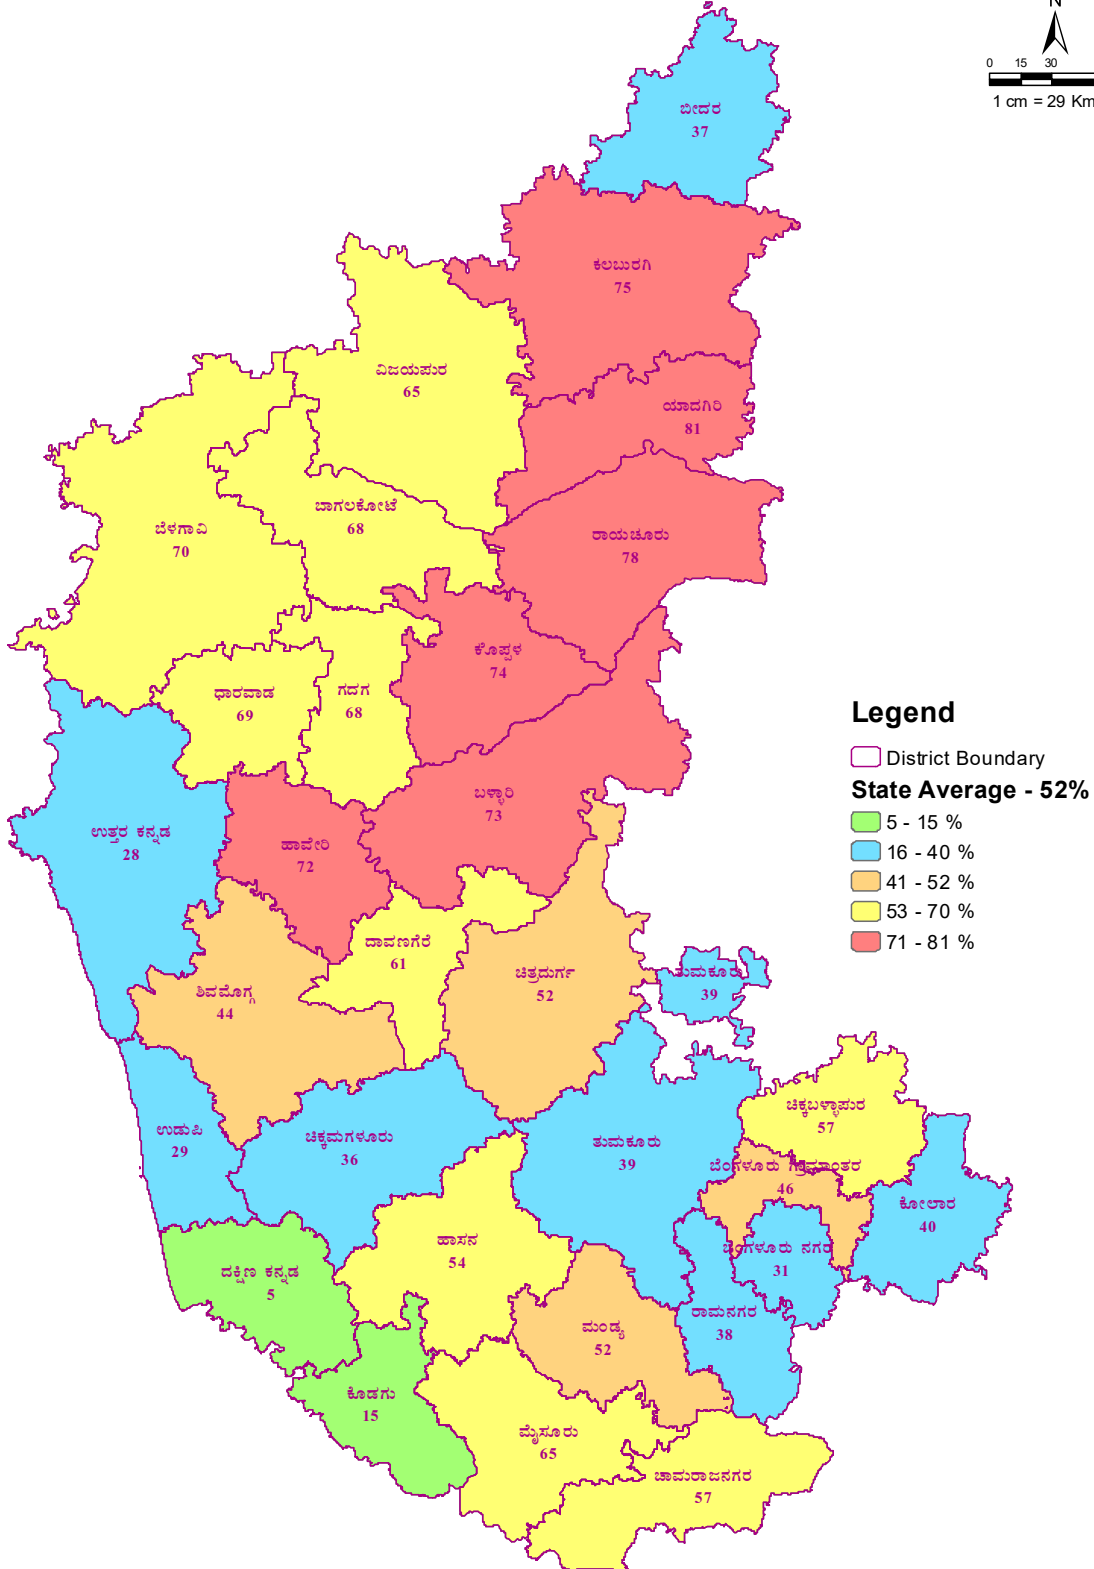 N
0 15 30
1 cm = 29 Km
ಬೀದರ
37
ಕಲಬುರಗಿ
75
ವಿಜಯಪುರ
65
ಯಾದಗಿರಿ
81
ಬಾಗಲಕೋಟೆ
68
ಬೆಳಗಾವಿ
70
ರಾಯಚೂರು
78
ಕೊಪ್ಪಳ
74
ಧಾರವಾಡ
69
ಗದಗ
68
Legend
District Boundary
State Average - 52%
5 - 15 %
16 - 40 %
41 - 52 %
53 - 70 %
71 - 81 %
ಬಳ್ಳಾರಿ
73
ಉತ್ತರ ಕನ್ನಡ
28
ಹಾವೇರಿ
72
ದಾವಣಗೆರೆ
61
ಚಿತ್ರದುರ್ಗ
52
ತುಮಕೂರು
39
ಶಿವಮೊಗ್ಗ
44
ಚಿಕ್ಕಬಳ್ಳಾಪುರ
57
ಉಡುಪಿ
29
ಚಿಕ್ಕಮಗಳೂರು
36
ತುಮಕೂರು
39
ಬೆಂಗಳೂರು ಗ್ರಾಮಾಂತರ
46
ಕೋಲಾರ
40
ಹಾಸನ
54
ಬೆಂಗಳೂರು ನಗರ
31
ದಕ್ಷಿಣ ಕನ್ನಡ
5
ರಾಮನಗರ
38
ಮಂಡ್ಯ
52
ಕೊಡಗು
15
ಮೈಸೂರು
65
ಚಾಮರಾಜನಗರ
57